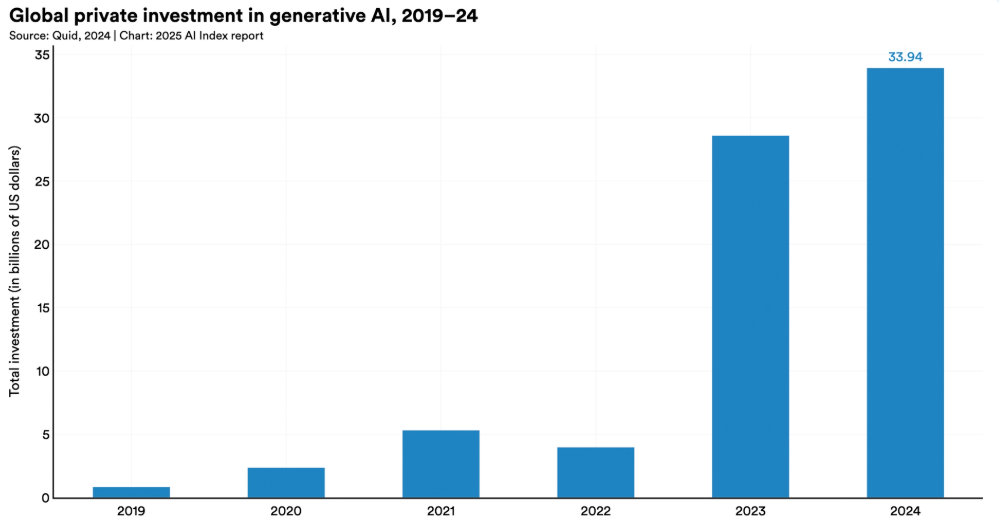 Global private investment in generative AI, 2019–24
Source: Quid, 2024 | Chart: 2025 AI Index report
Total investment (in billions of US dollars)
35
30
25
20
15
10
5
0
33.94
2019 2020 2021 2022 2023 2024